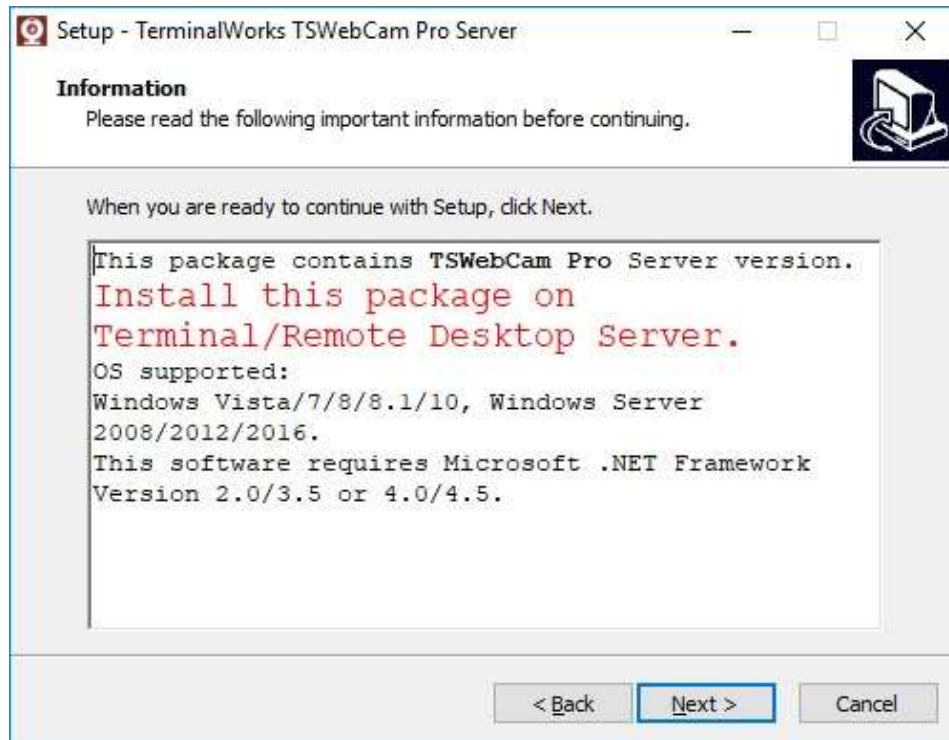 Setup - TerminalWorks TSWebCam Pro Server
Information
Please read the following important information before continuing.
When you are ready to continue with Setup, click Next.
This package contains TSWebCam Pro Server version.
Install this package on
Terminal/Remote Desktop Server.
OS supported:
Windows Vista/7/8/8.1/10, Windows Server
2008/2012/2016.
This software requires Microsoft .NET Framework
Version 2.0/3.5 or 4.0/4.5.
< Back
Next >
Cancel